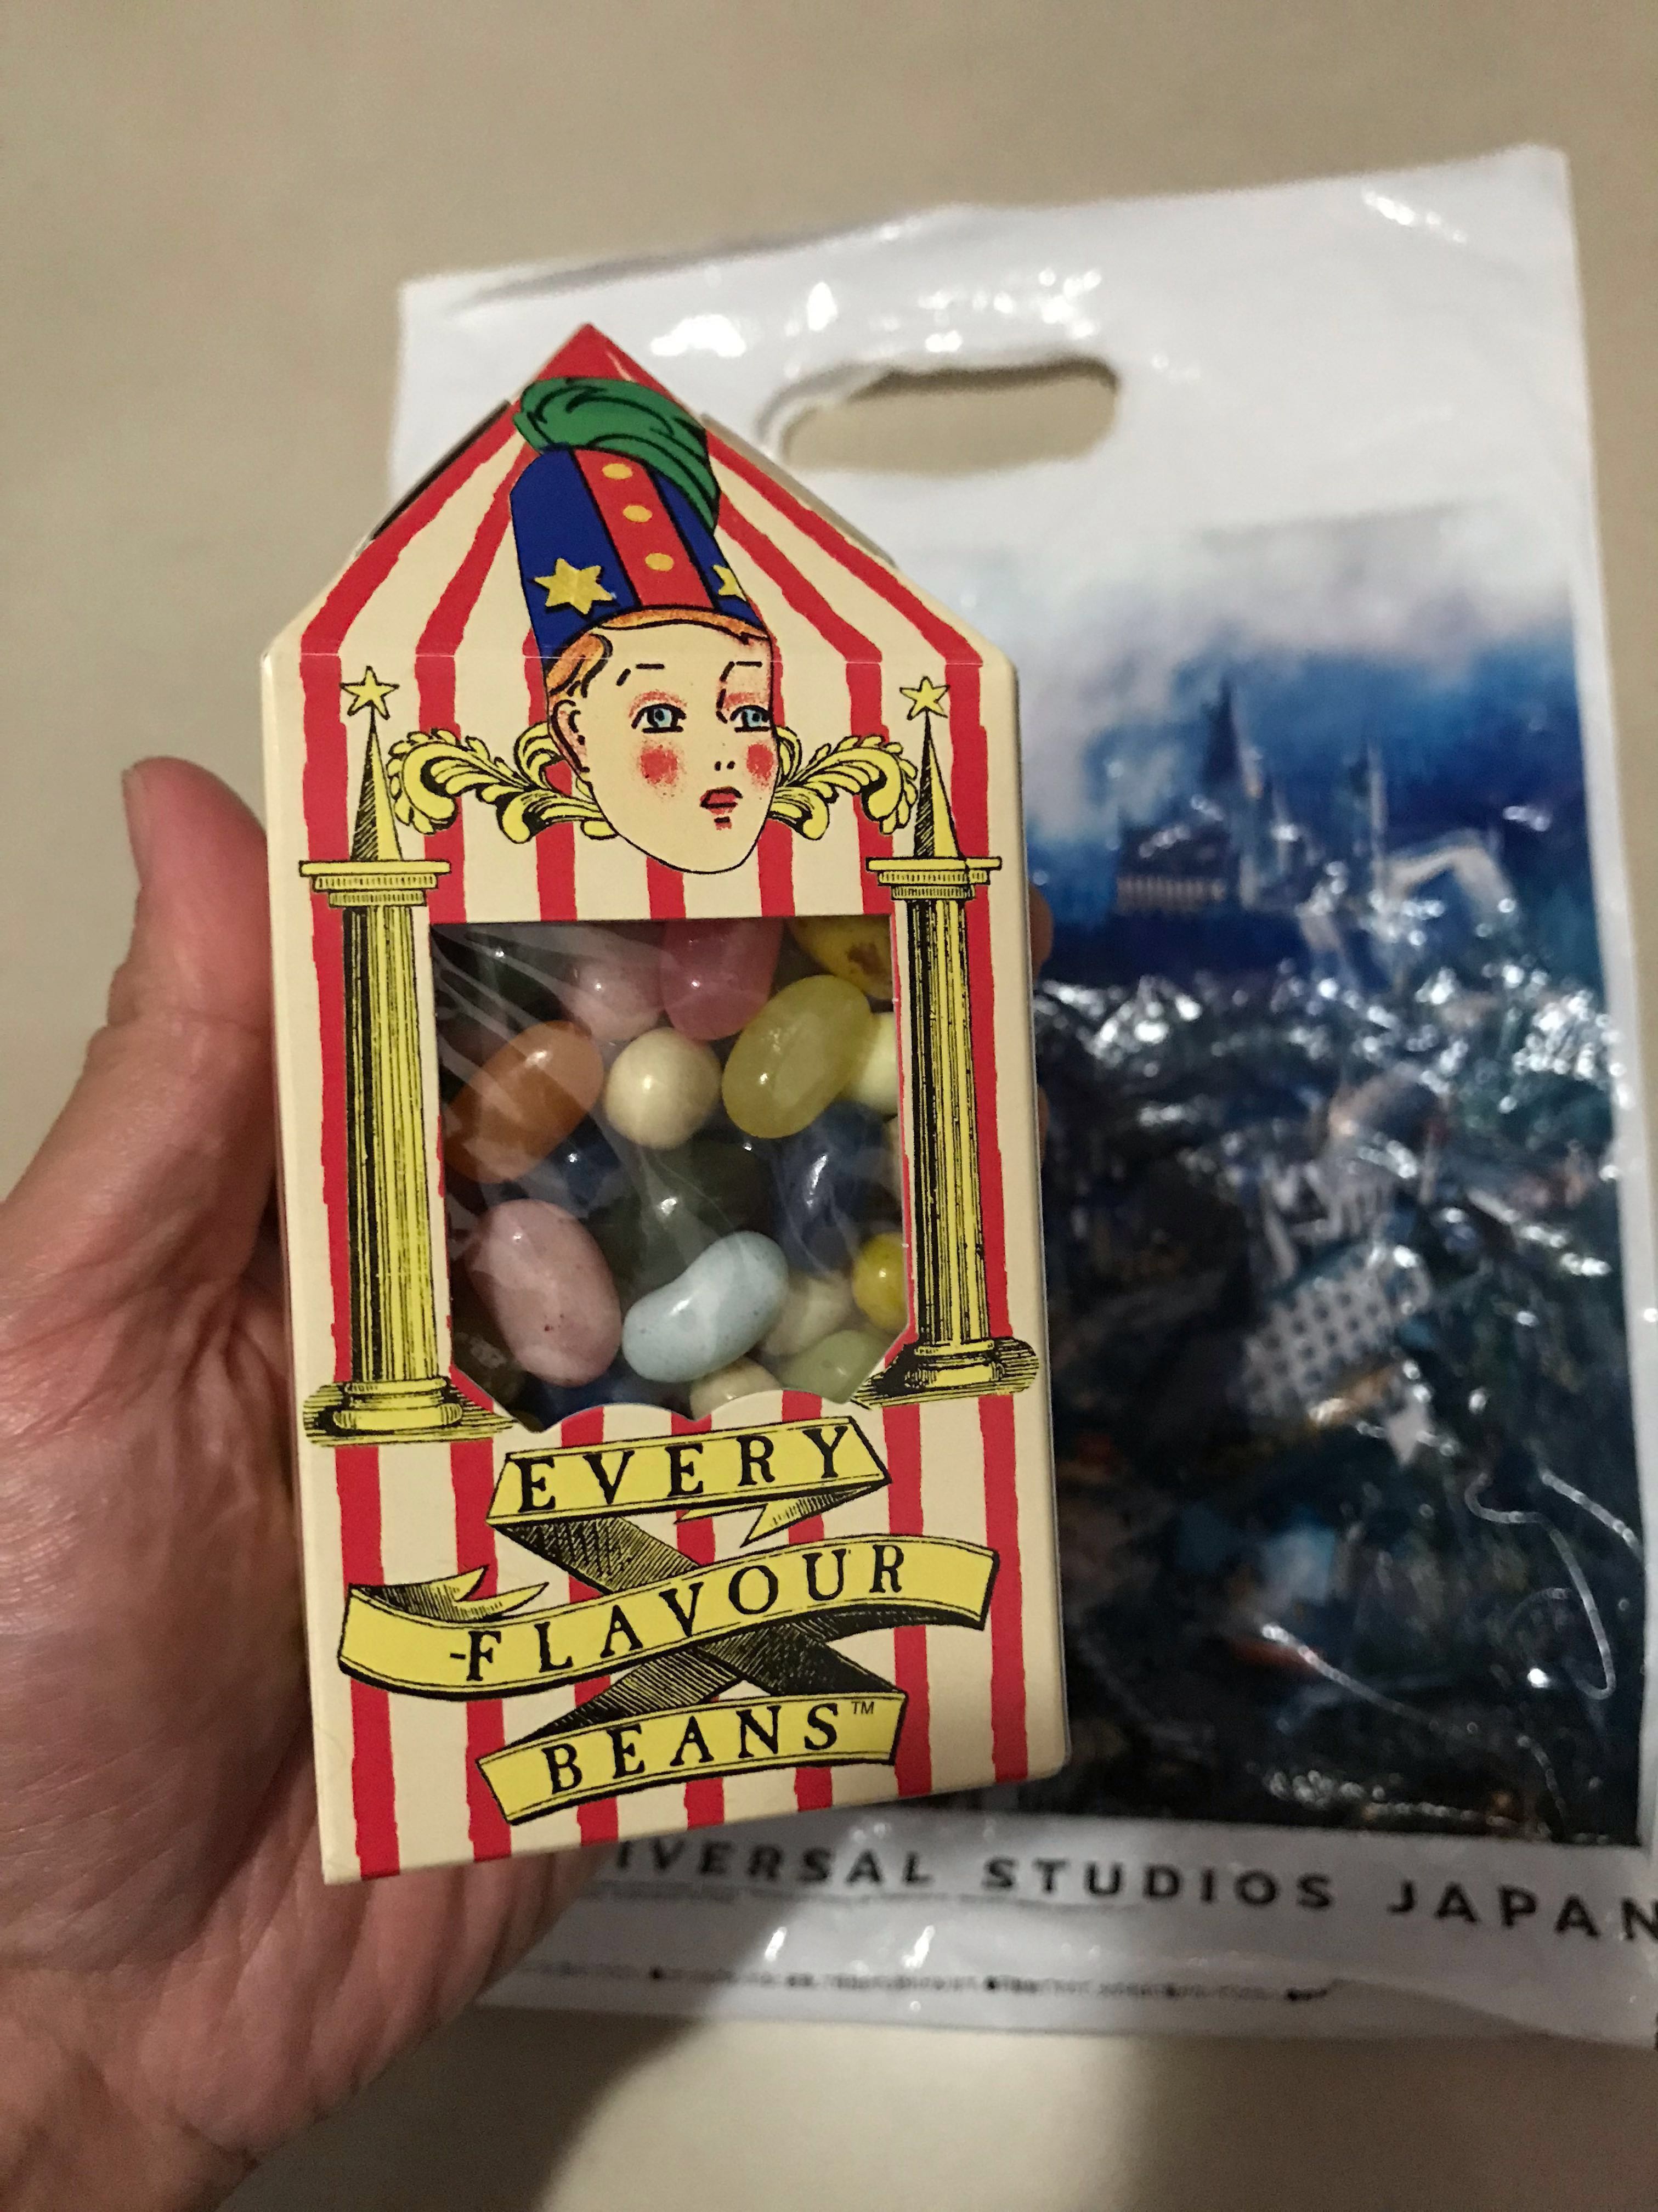 EVERY
-FLAVOUR
BEANS™
IVERSAL STUDIOS JAPAN